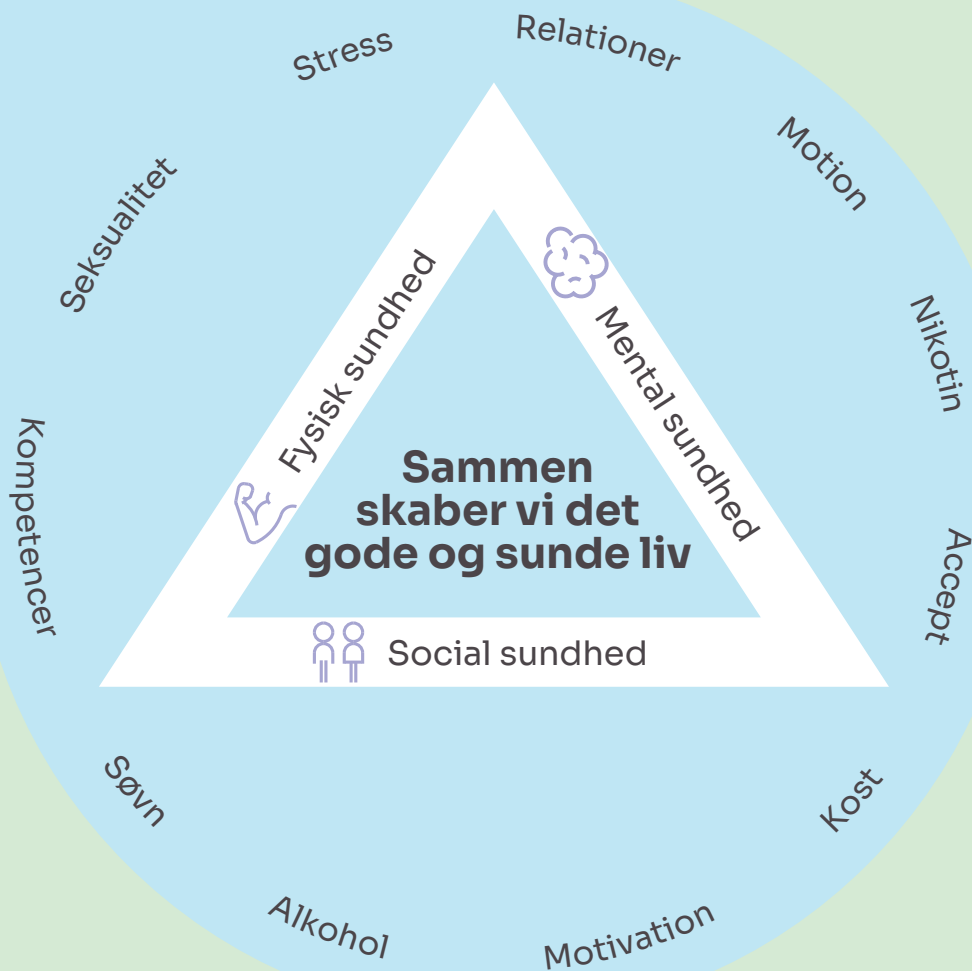 Stress
Relationer
Motion
Seksualitet
Nikotin
Fysisk sundhed
Mental sundhed
Kompetencer
Sammen
skaber vi det
gode og sunde liv
Accept
Social sundhed
Søvn
Kost
Alkohol
Motivation